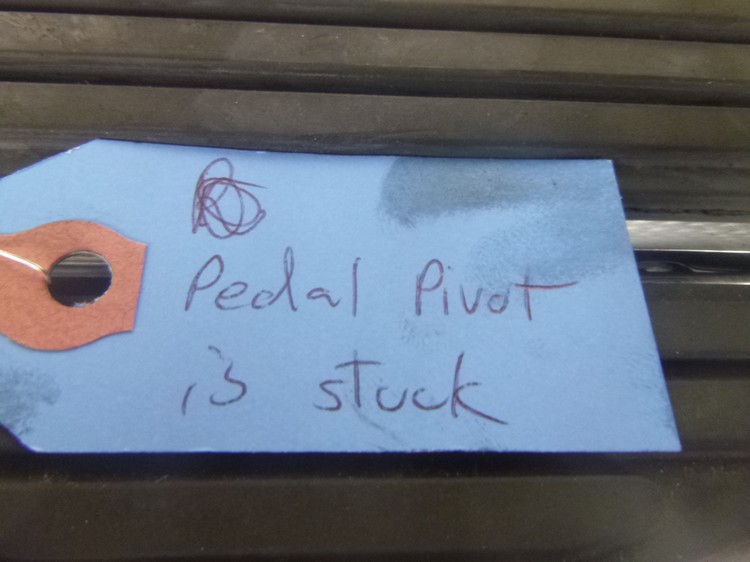 Pedal Pivot
is stuck